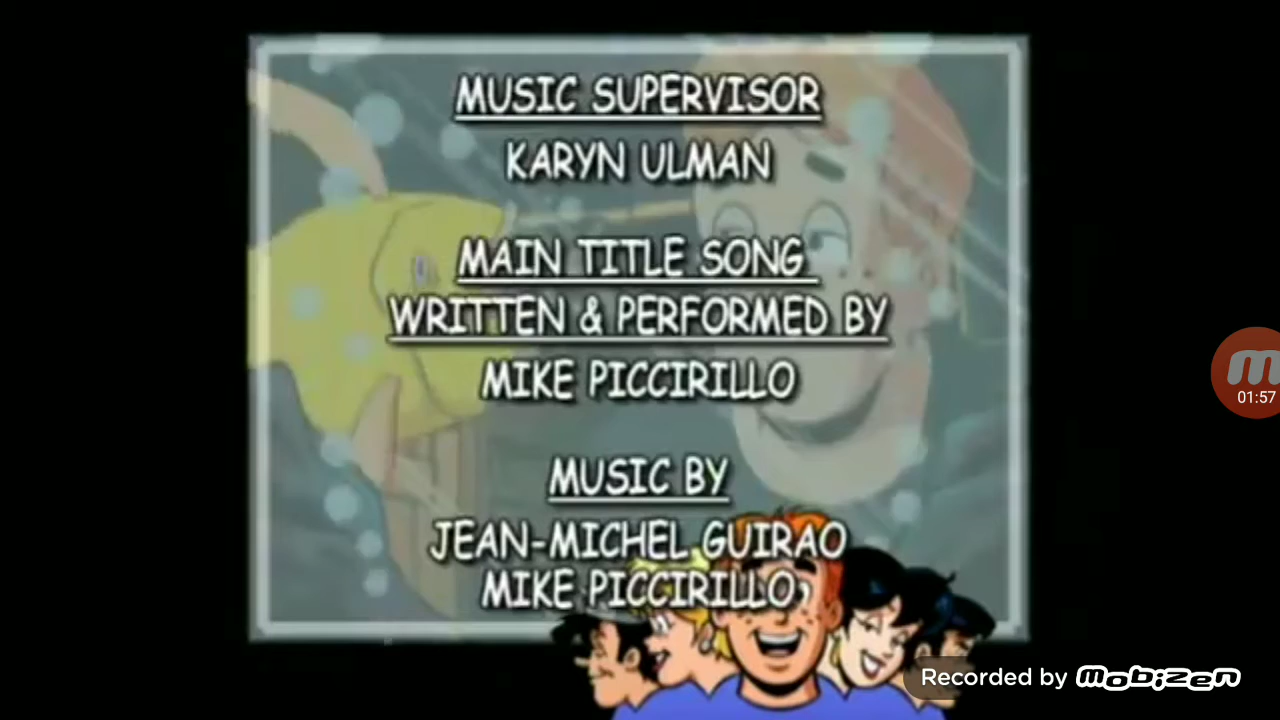 MUSIC SUPERVISOR
KARYN ULMAN
MAIN TITLE SONG
WRITTEN & PERFORMED BY
MIKE PICCIRILLO
MUSIC BY
JEAN-MICHEL GUIRAO
MIKE PICCIRILLO
01:57
Recorded by mobizen